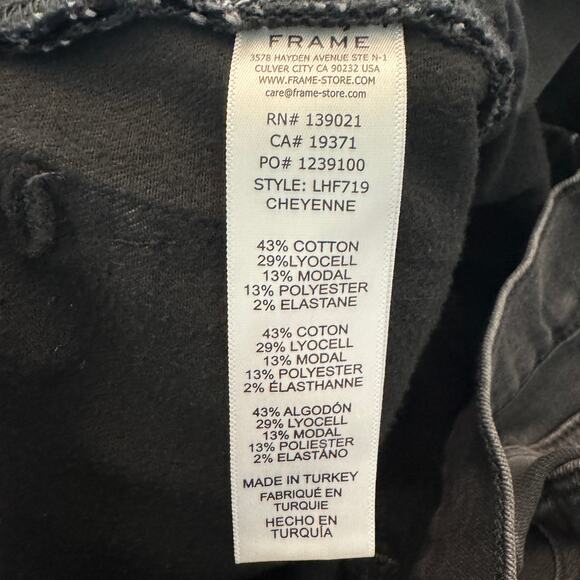 FRAME
3578 HAYDEN AVENUE STE N-1
CULVER CITY CA 90232 USA
WWW.FRAME-STORE.COM
care@frame-store.com
RN# 139021
CA# 19371
PO# 1239100
STYLE: LHF719
CHEYENNE
43% COTTON
29%LYOCELL
13% MODAL
13% POLYESTER
2% ELASTANE
43% COTON
29% LYOCELL
13% MODAL
13% POLYESTER
2% ÉLASTHANNE
43% ALGODÓN
29% LYOCELL
13% MODAL
13% POLIESTER
2% ELASTÁNO
MADE IN TURKEY
FABRIQUÉ EN
TURQUIE
HECHO EN
TURQUÍA